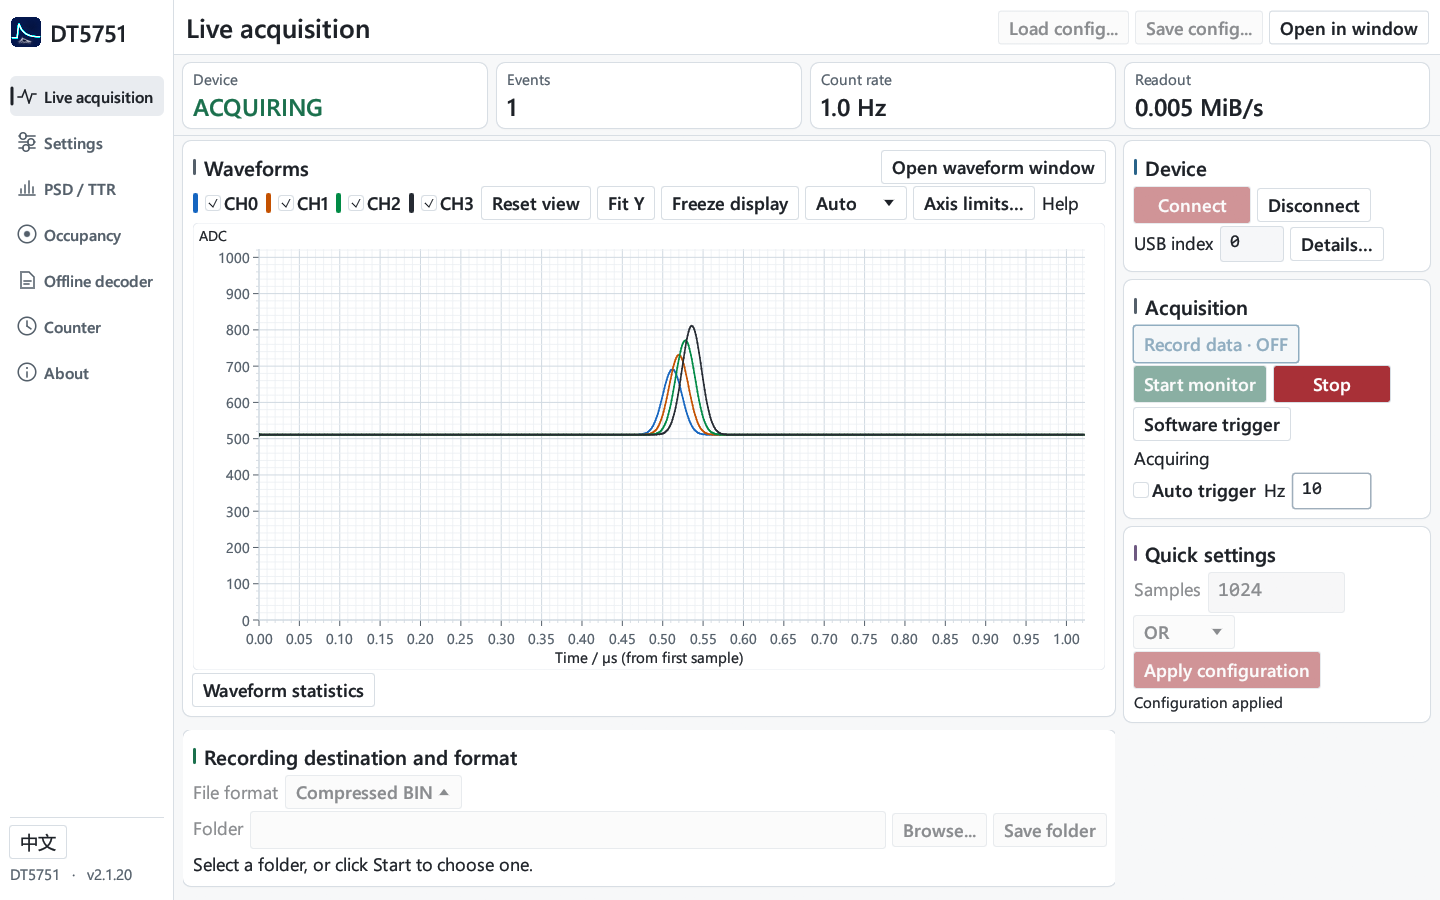 DT5751
Live acquisition
Load config...
Save config...
Open in window
Live acquisition
Settings
PSD / TTR
Occupancy
Offline decoder
Counter
About
中文
DT5751 · v2.1.20
Device
ACQUIRING
Events
1
Count rate
1.0 Hz
Readout
0.005 MiB/s
Waveforms
Open waveform window
CH0 CH1 CH2 CH3 Reset view Fit Y Freeze display Auto Axis limits... Help
ADC
1000
900
800
700
600
500
400
300
200
100
0
0.00 0.05 0.10 0.15 0.20 0.25 0.30 0.35 0.40 0.45 0.50 0.55 0.60 0.65 0.70 0.75 0.80 0.85 0.90 0.95 1.00
Time / µs (from first sample)
Waveform statistics
Recording destination and format
File format Compressed BIN
Folder Browse... Save folder
Select a folder, or click Start to choose one.
Device
Connect Disconnect
USB index 0 Details...
Acquisition
Record data · OFF
Start monitor Stop
Software trigger
Acquiring
Auto trigger Hz 10
Quick settings
Samples 1024
OR
Apply configuration
Configuration applied